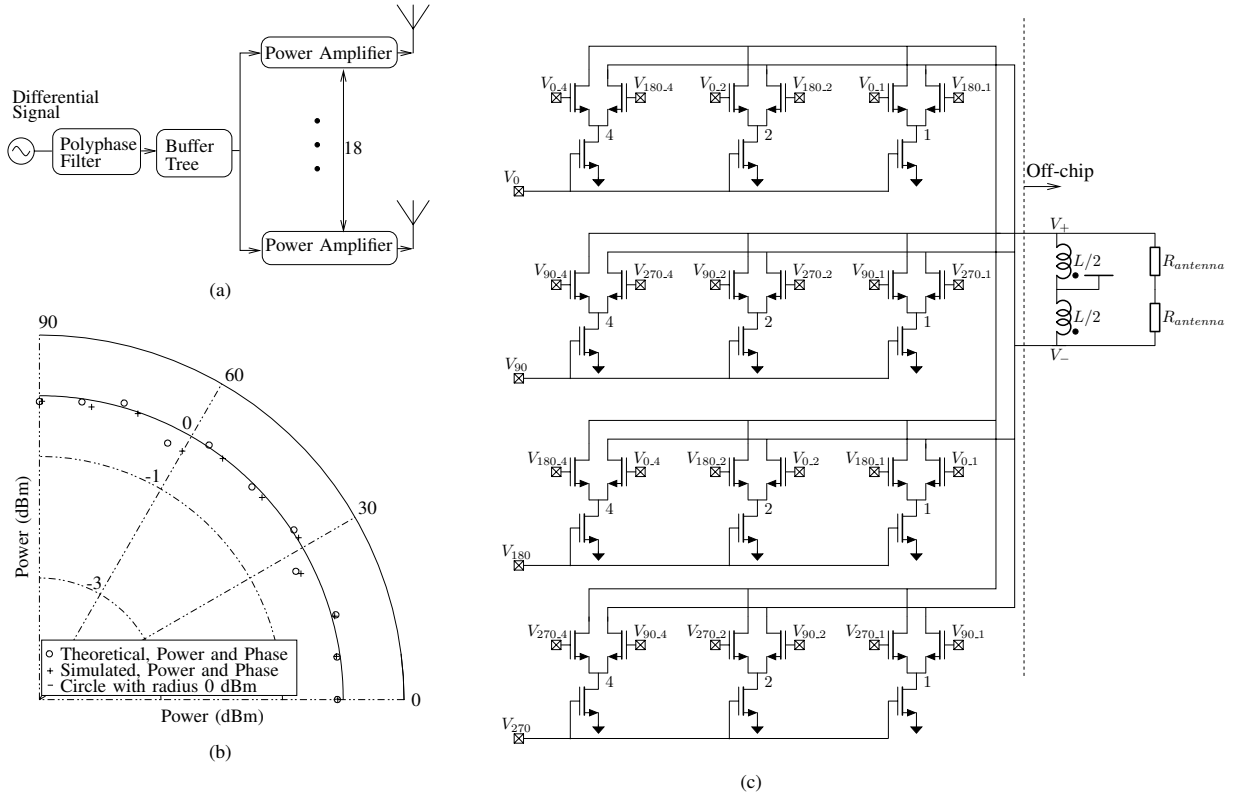 Differential
Signal
Polyphase
Filter
Buffer
Tree
Power Amplifier
18
Power Amplifier
(a)
90
60
30
0
0
-1
-3
Power (dBm)
Power (dBm)
Theoretical, Power and Phase
Simulated, Power and Phase
Circle with radius 0 dBm
(b)
V0_4 V180_4 V0_2 V180_2 V0_1 V180_1
4 2 1
V0
V90_4 V270_4 V90_2 V270_2 V90_1 V270_1
4 2 1
V90
V180_4 V0_4 V180_2 V0_2 V180_1 V0_1
4 2 1
V180
V270_4 V90_4 V270_2 V90_2 V270_1 V90_1
4 2 1
V270
Off-chip
V+
L/2
Rantenna
L/2
Rantenna
V−
(c)